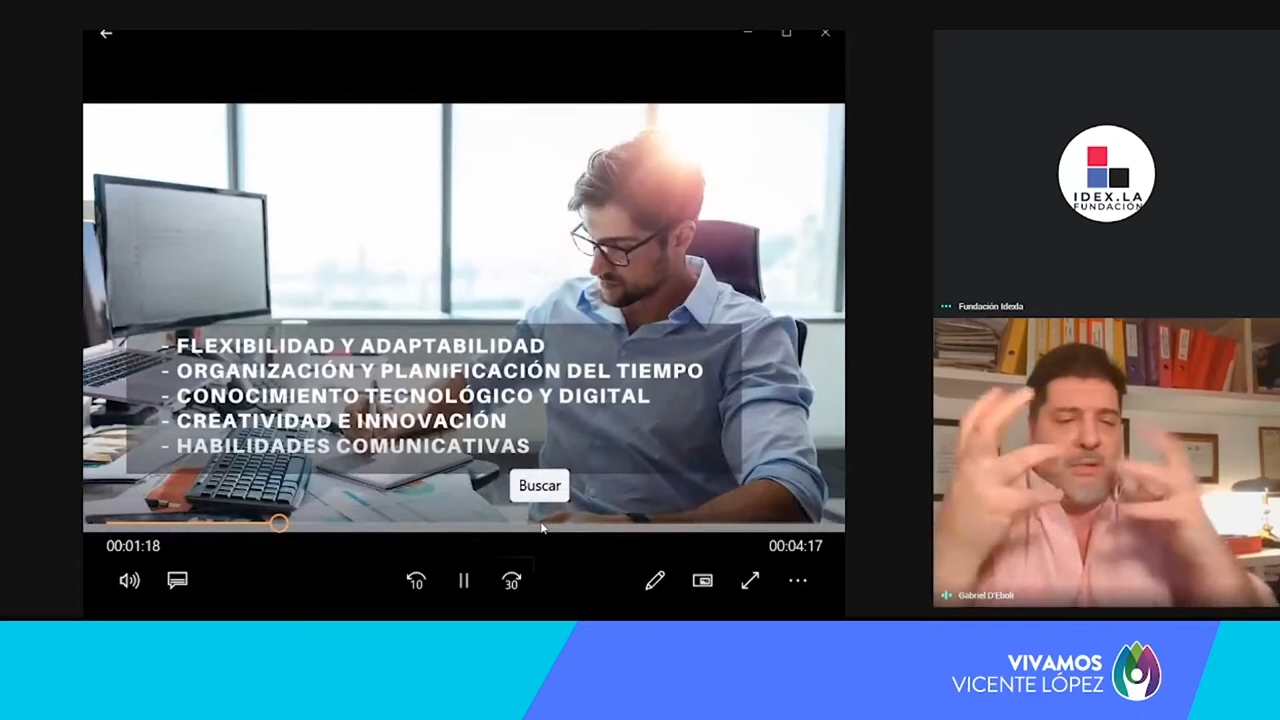 - FLEXIBILIDAD Y ADAPTABILIDAD
- ORGANIZACIÓN Y PLANIFICACIÓN DEL TIEMPO
- CONOCIMIENTO TECNOLÓGICO Y DIGITAL
- CREATIVIDAD E INNOVACIÓN
- HABILIDADES COMUNICATIVAS
Buscar
00:01:18
00:04:17
10
30
IDEX.LA
FUNDACIÓN
Fundación Idexla
Gabriel D'Eboli
VIVAMOS
VICENTE LÓPEZ